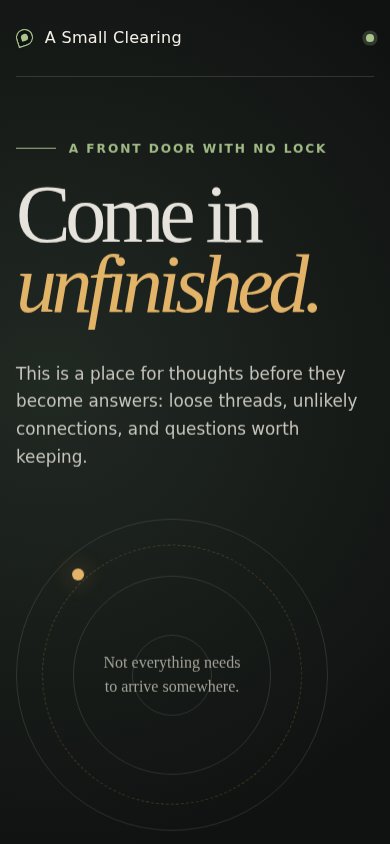 A Small Clearing
A FRONT DOOR WITH NO LOCK
Come in
unfinished.
This is a place for thoughts before they
become answers: loose threads, unlikely
connections, and questions worth
keeping.
Not everything needs
to arrive somewhere.